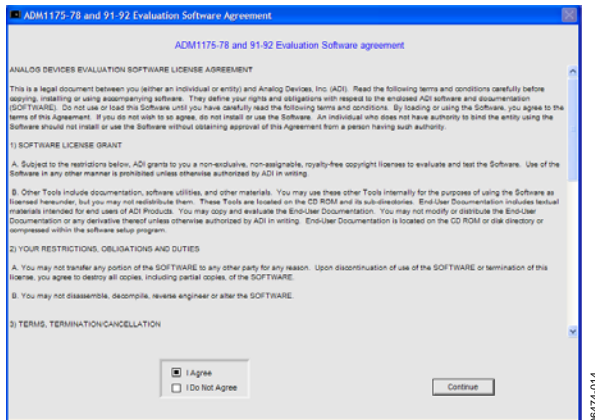 ADM1175-78 and 91-92 Evaluation Software Agreement
ADM1175-78 and 91-92 Evaluation Software agreement
ANALOG DEVICES EVALUATION SOFTWARE LICENSE AGREEMENT
This is a legal document between you (either an individual or entity) and Analog Devices, Inc. (ADI). Read the following terms and conditions carefully before
copying, installing or using accompanying software. They define your rights and obligations with respect to the enclosed ADI software and documentation
(SOFTWARE). Do not use or load this Software until you have carefully read the following terms and conditions. By loading or using the Software, you agree to the
terms of this Agreement. If you do not wish to so agree, do not install or use the Software. An individual who does not have authority to bind the entity using the
Software should not install or use the Software without obtaining approval of this Agreement from a person having such authority.
1) SOFTWARE LICENSE GRANT
A. Subject to the restrictions below, ADI grants to you a non-exclusive, non-assignable, royalty-free copyright licenses to evaluate and test the Software. Use of the
Software in any other manner is prohibited unless otherwise authorized by ADI in writing.
B. Other Tools include documentation, software utilities, and other materials. You may use these other Tools internally for the purposes of using the Software as
licensed hereunder, but you may not redistribute them. These Tools are located on the CD ROM and its sub-directories. End-User Documentation includes textual
materials intended for end users of ADI Products. You may copy and evaluate the End-User Documentation. You may not modify or distribute the End-User
Documentation or any derivative thereof unless otherwise authorized by ADI in writing. End-User Documentation is located on the CD ROM or disk directory or
compressed within the software setup program.
2) YOUR RESTRICTIONS, OBLIGATIONS AND DUTIES
A. You may not transfer any portion of the SOFTWARE to any other party for any reason. Upon discontinuation of use of the SOFTWARE or termination of this
license, you agree to destroy all copies, including partial copies, of the SOFTWARE.
B. You may not disassemble, decompile, reverse engineer or alter the SOFTWARE.
3) TERMS, TERMINATION/CANCELLATION
I Agree
I Do Not Agree
Continue
06474-014